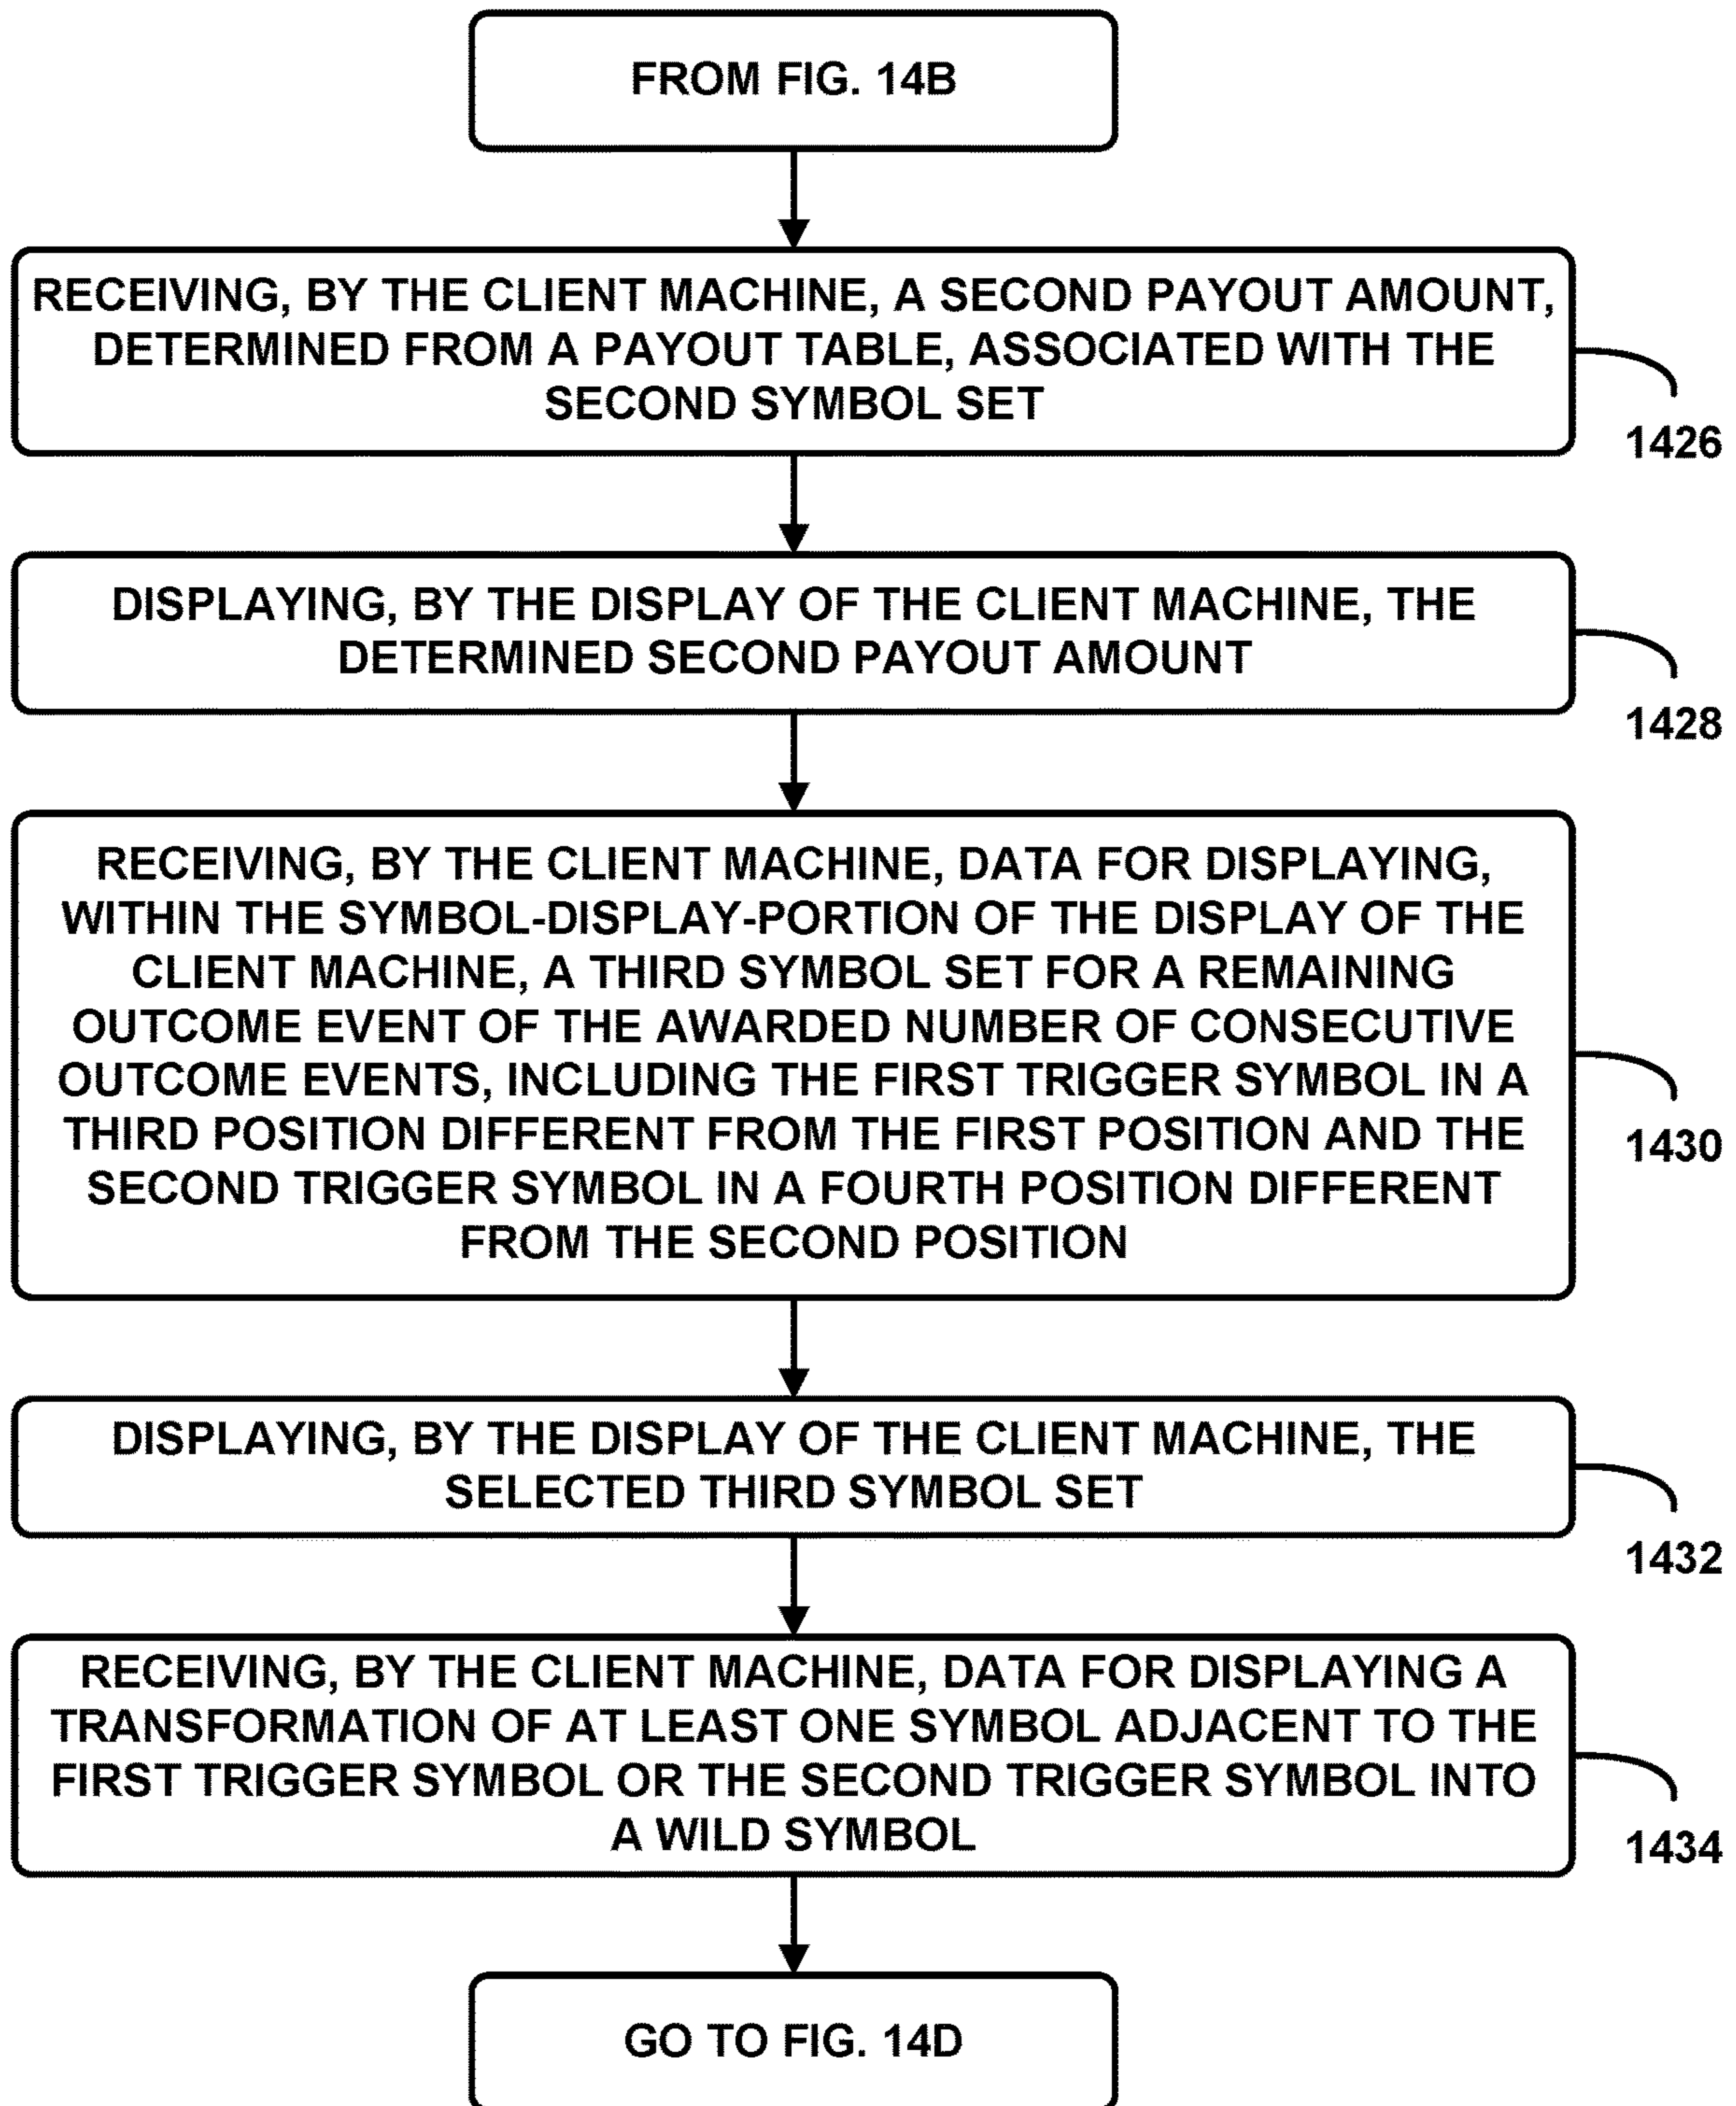 FROM FIG. 14B
RECEIVING, BY THE CLIENT MACHINE, A SECOND PAYOUT AMOUNT,
DETERMINED FROM A PAYOUT TABLE, ASSOCIATED WITH THE
SECOND SYMBOL SET
1426
DISPLAYING, BY THE DISPLAY OF THE CLIENT MACHINE, THE
DETERMINED SECOND PAYOUT AMOUNT
1428
RECEIVING, BY THE CLIENT MACHINE, DATA FOR DISPLAYING,
WITHIN THE SYMBOL-DISPLAY-PORTION OF THE DISPLAY OF THE
CLIENT MACHINE, A THIRD SYMBOL SET FOR A REMAINING
OUTCOME EVENT OF THE AWARDED NUMBER OF CONSECUTIVE
OUTCOME EVENTS, INCLUDING THE FIRST TRIGGER SYMBOL IN A
THIRD POSITION DIFFERENT FROM THE FIRST POSITION AND THE
SECOND TRIGGER SYMBOL IN A FOURTH POSITION DIFFERENT
FROM THE SECOND POSITION
1430
DISPLAYING, BY THE DISPLAY OF THE CLIENT MACHINE, THE
SELECTED THIRD SYMBOL SET
1432
RECEIVING, BY THE CLIENT MACHINE, DATA FOR DISPLAYING A
TRANSFORMATION OF AT LEAST ONE SYMBOL ADJACENT TO THE
FIRST TRIGGER SYMBOL OR THE SECOND TRIGGER SYMBOL INTO
A WILD SYMBOL
1434
GO TO FIG. 14D